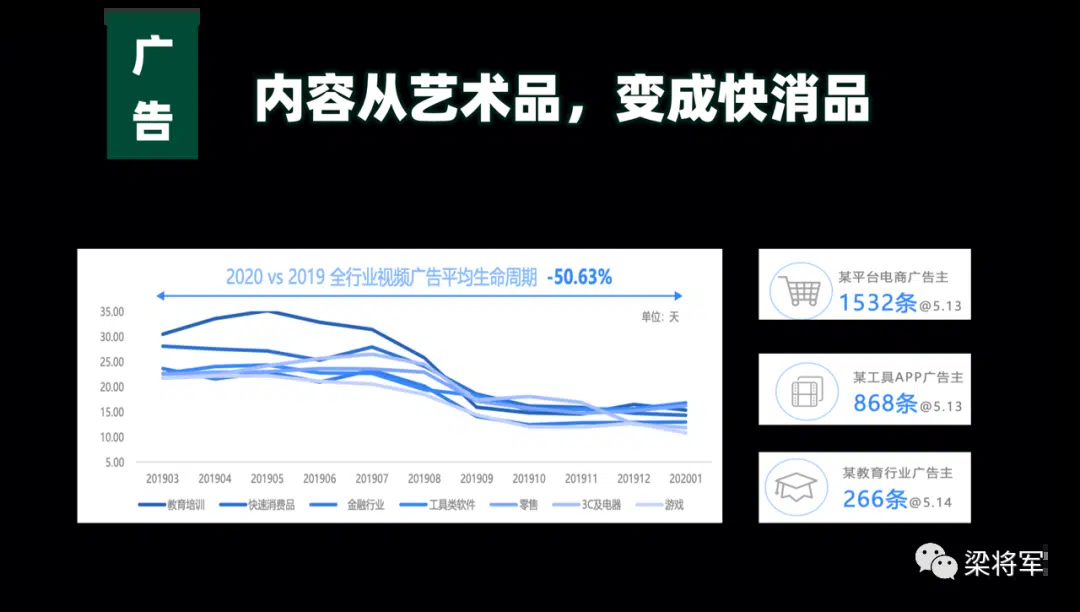 广
告
内容从艺术品，变成快消品
2020 vs 2019 全行业视频广告平均生命周期 -50.63%
单位：天
35.00
30.00
25.00
20.00
15.00
10.00
5.00
201903 201904 201905 201906 201907 201908 201909 201910 201911 201912 202001
教育培训 快速消费品 金融行业 工具类软件 零售 3C及电器 游戏
某平台电商广告主
1532条@5.13
某工具APP广告主
868条@5.13
某教育行业广告主
266条@5.14
梁将军